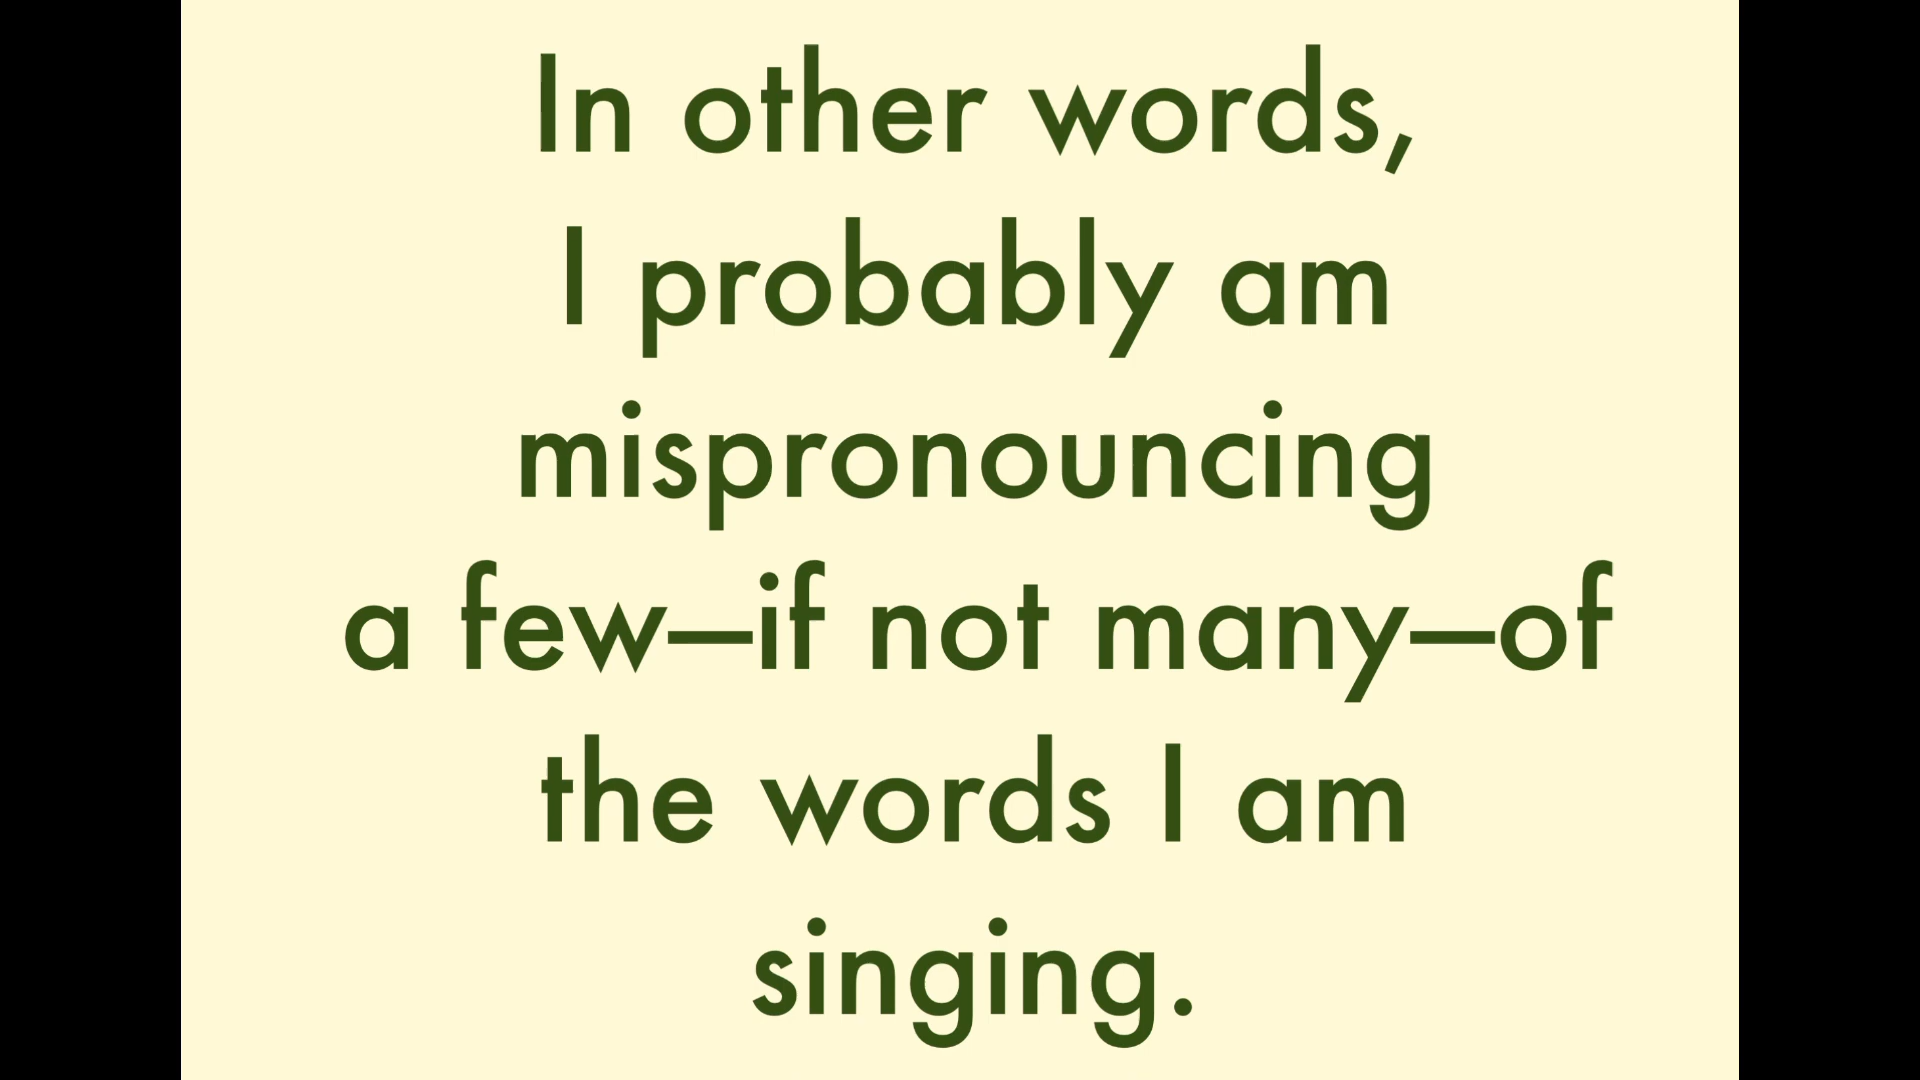 In other words,
I probably am
mispronouncing
a few—if not many—of
the words I am
singing.